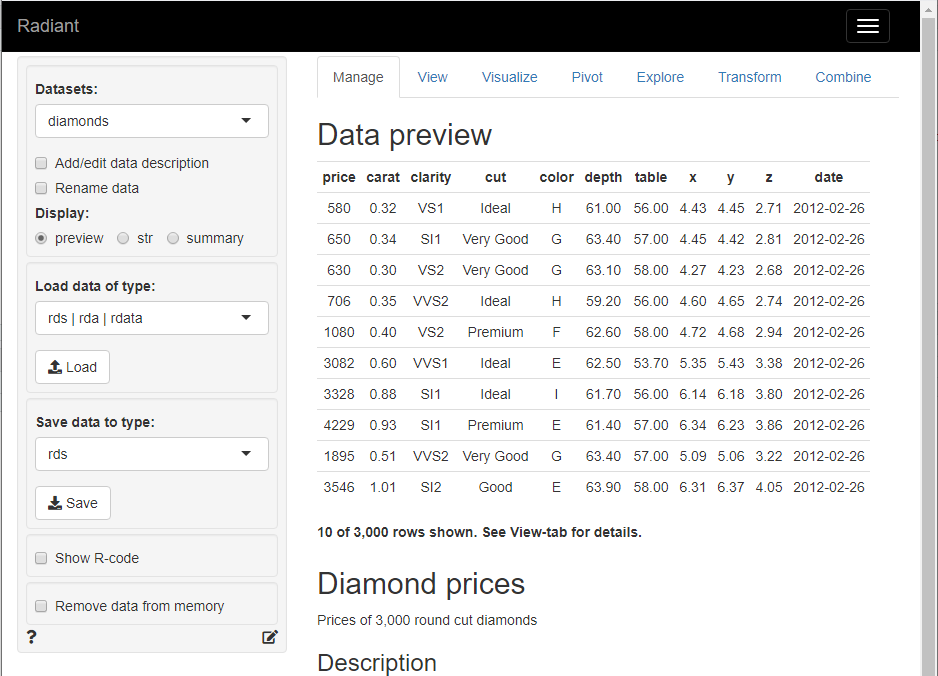 Radiant
Datasets:
diamonds
Add/edit data description
Rename data
Display:
preview str summary
Load data of type:
rds | rda | rdata
Load
Save data to type:
rds
Save
Show R-code
Remove data from memory
?
Manage View Visualize Pivot Explore Transform Combine
Data preview
price carat clarity cut color depth table x y z date
580 0.32 VS1 Ideal H 61.00 56.00 4.43 4.45 2.71 2012-02-26
650 0.34 SI1 Very Good G 63.40 57.00 4.45 4.42 2.81 2012-02-26
630 0.30 VS2 Very Good G 63.10 58.00 4.27 4.23 2.68 2012-02-26
706 0.35 VVS2 Ideal H 59.20 56.00 4.60 4.65 2.74 2012-02-26
1080 0.40 VS2 Premium F 62.60 58.00 4.72 4.68 2.94 2012-02-26
3082 0.60 VVS1 Ideal E 62.50 53.70 5.35 5.43 3.38 2012-02-26
3328 0.88 SI1 Ideal I 61.70 56.00 6.14 6.18 3.80 2012-02-26
4229 0.93 SI1 Premium E 61.40 57.00 6.34 6.23 3.86 2012-02-26
1895 0.51 VVS2 Very Good G 63.40 57.00 5.09 5.06 3.22 2012-02-26
3546 1.01 SI2 Good E 63.90 58.00 6.31 6.37 4.05 2012-02-26
10 of 3,000 rows shown. See View-tab for details.
Diamond prices
Prices of 3,000 round cut diamonds
Description